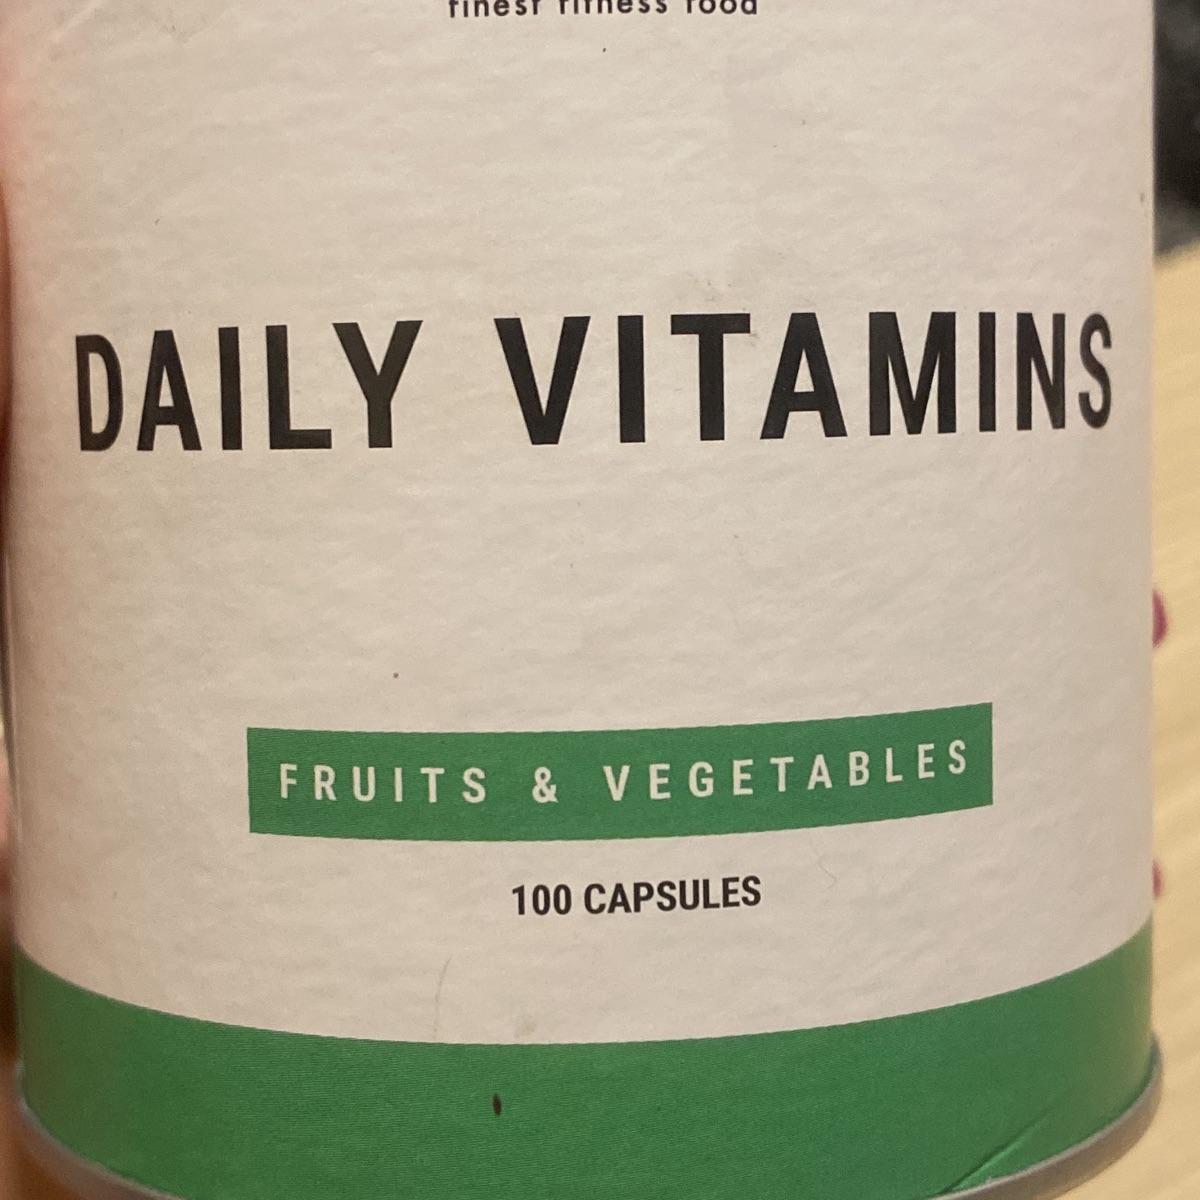 finest fitness food
DAILY VITAMINS
FRUITS & VEGETABLES
100 CAPSULES